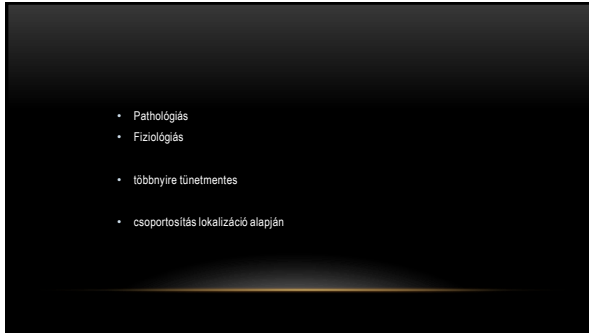 • Pathológiás
• Fiziológiás
• többnyire tünetmentes
• csoportosítás lokalizáció alapján